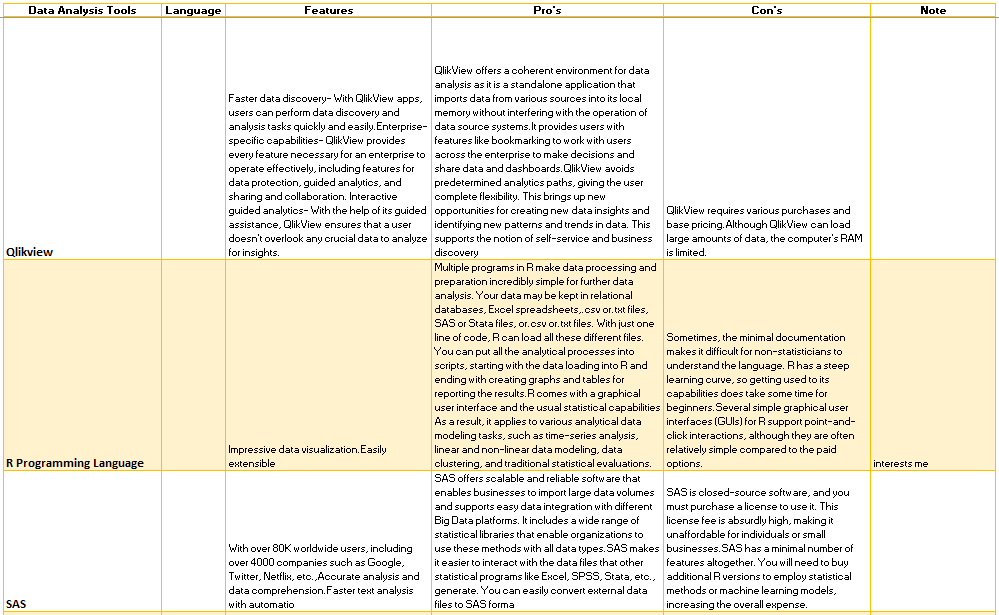 Data Analysis Tools Language Features Pro's Con's Note
Qlikview
Faster data discovery- With QlikView apps,
users can perform data discovery and
analysis tasks quickly and easily.Enterprise-
specific capabilities- QlikView provides
every feature necessary for an enterprise to
operate effectively, including features for
data protection, guided analytics, and
sharing and collaboration. Interactive
guided analytics- With the help of its guided
assistance, QlikView ensures that a user
doesn't overlook any crucial data to analyze
for insights.
QlikView offers a coherent environment for data
analysis as it is a standalone application that
imports data from various sources into its local
memory without interfering with the operation of
data source systems.It provides users with
features like bookmarking to work with users
across the enterprise to make decisions and
share data and dashboards.QlikView avoids
predetermined analytics paths, giving the user
complete flexibility. This brings up new
opportunities for creating new data insights and
identifying new patterns and trends in data. This
supports the notion of self-service and business
discovery
QlikView requires various purchases and
base pricing.Although QlikView can load
large amounts of data, the computer's RAM
is limited.
R Programming Language
Impressive data visualization.Easily
extensible
Multiple programs in R make data processing and
preparation incredibly simple for further data
analysis. Your data may be kept in relational
databases, Excel spreadsheets,.csv or.txt files,
SAS or Stata files, or.csv or.txt files. With just one
line of code, R can load all these different files.
You can put all the analytical processes into
scripts, starting with the data loading into R and
ending with creating graphs and tables for
reporting the results.R comes with a graphical
user interface and the usual statistical capabilities
As a result, it applies to various analytical data
modeling tasks, such as time-series analysis,
linear and non-linear data modeling, data
clustering, and traditional statistical evaluations.
Sometimes, the minimal documentation
makes it difficult for non-statisticians to
understand the language. R has a steep
learning curve, so getting used to its
capabilities does take some time for
beginners.Several simple graphical user
interfaces (GUIs) for R support point-and-
click interactions, although they are often
relatively simple compared to the paid
options.
interests me
SAS
With over 80K worldwide users, including
over 4000 companies such as Google,
Twitter, Netflix, etc.,Accurate analysis and
data comprehension.Faster text analysis
with automatio
SAS offers scalable and reliable software that
enables businesses to import large data volumes
and supports easy data integration with different
Big Data platforms. It includes a wide range of
statistical libraries that enable organizations to
use these methods with all data types.SAS makes
it easier to interact with the data files that other
statistical programs like Excel, SPSS, Stata, etc.,
generate. You can easily convert external data
files to SAS forma
SAS is closed-source software, and you
must purchase a license to use it. This
license fee is absurdly high, making it
unaffordable for individuals or small
businesses.SAS has a minimal number of
features altogether. You will need to buy
additional R versions to employ statistical
methods or machine learning models,
increasing the overall expense.